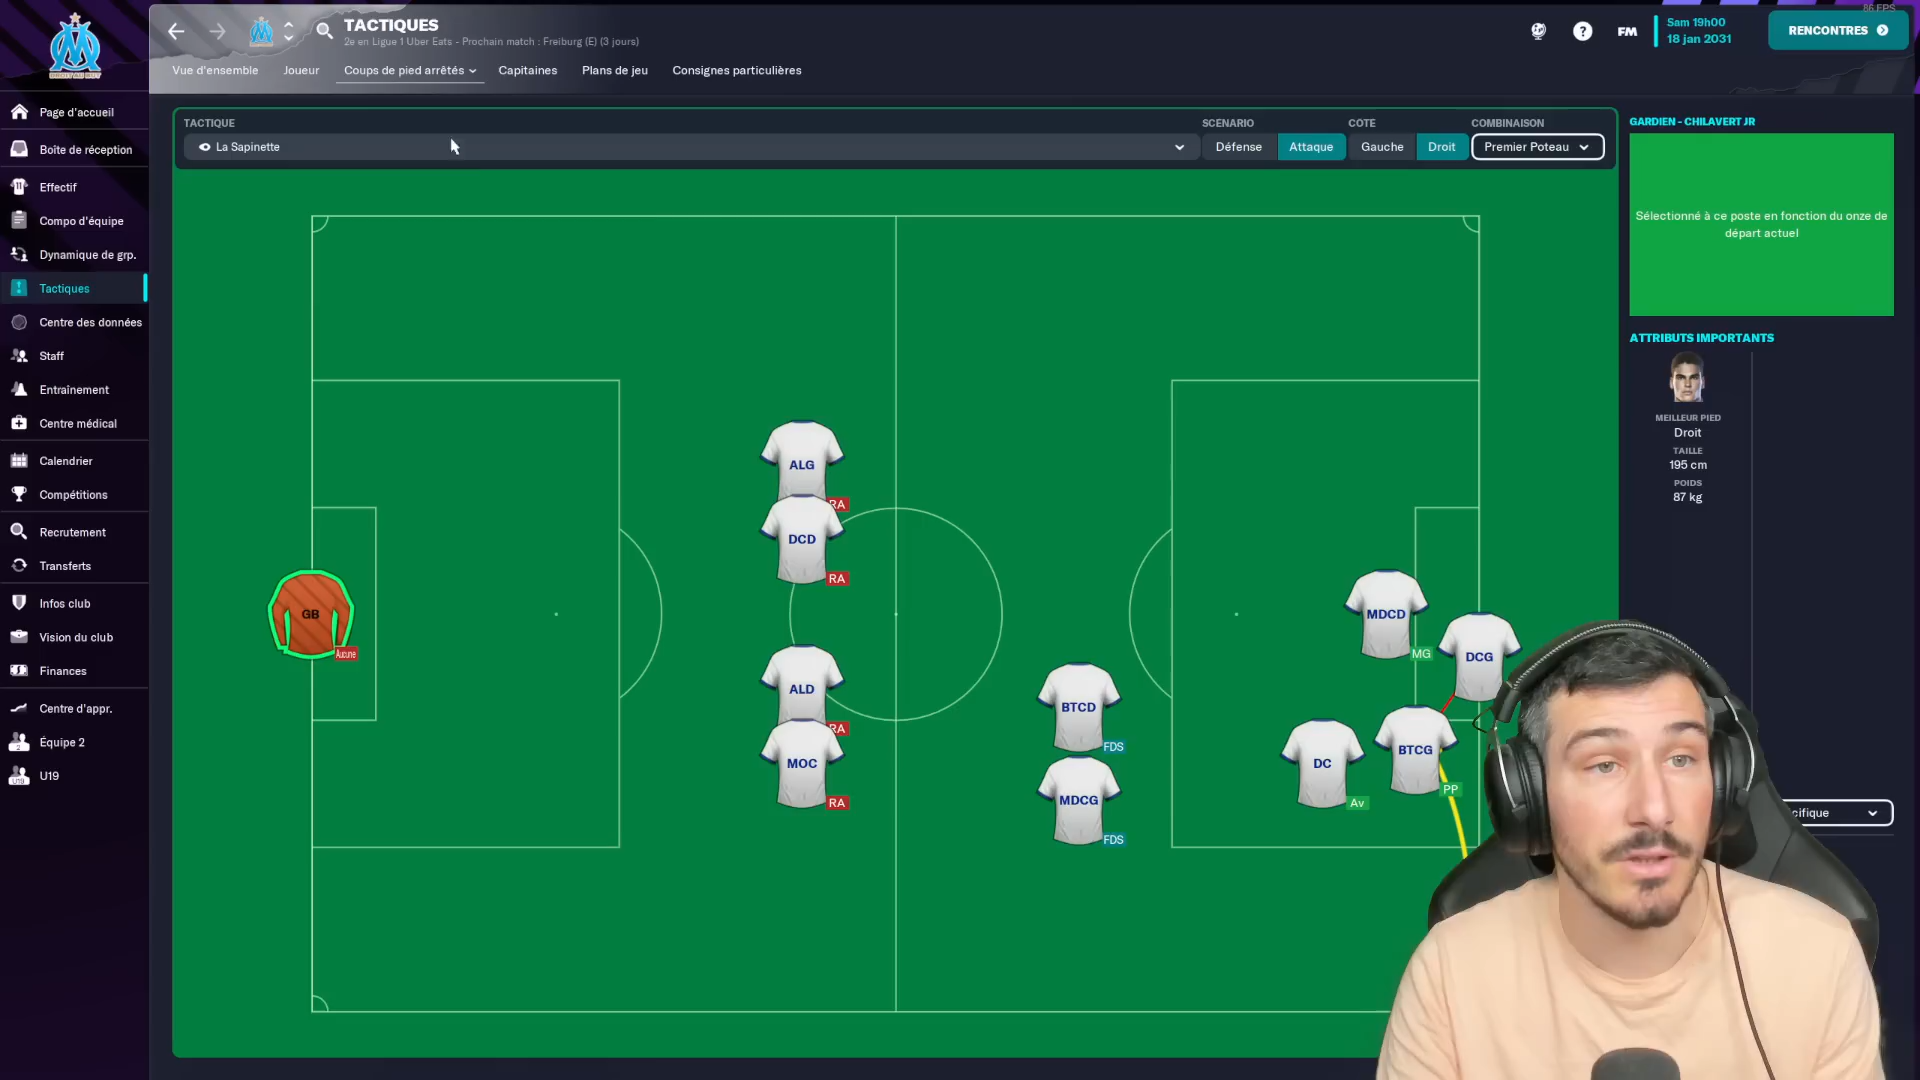 86 FPS
TACTIQUES
2e en Ligue 1 Uber Eats - Prochain match : Freiburg (E) (3 jours)
FM
Sam 19h00
18 jan 2031
RENCONTRES
DROIT AU BUT
Vue d'ensemble
Joueur
Coups de pied arrêtés
Capitaines
Plans de jeu
Consignes particulières
Page d'accueil
Boîte de réception
Effectif
Compo d'équipe
Dynamique de grp.
Tactiques
Centre des données
Staff
Entraînement
Centre médical
Calendrier
Compétitions
Recrutement
Transferts
Infos club
Vision du club
Finances
Centre d'appr.
Équipe 2
U19
TACTIQUE
La Sapinette
SCENARIO
Défense
Attaque
COTE
Gauche
Droit
COMBINAISON
Premier Poteau
ALG
RA
DCD
RA
GB
Aucune
ALD
RA
MOC
RA
BTCD
FDS
MDCG
FDS
MDCD
MG
DCG
DC
Av
BTCG
PP
GARDIEN - CHILAVERT JR
Sélectionné à ce poste en fonction du onze de
départ actuel
ATTRIBUTS IMPORTANTS
MEILLEUR PIED
Droit
TAILLE
195 cm
POIDS
87 kg
cifique